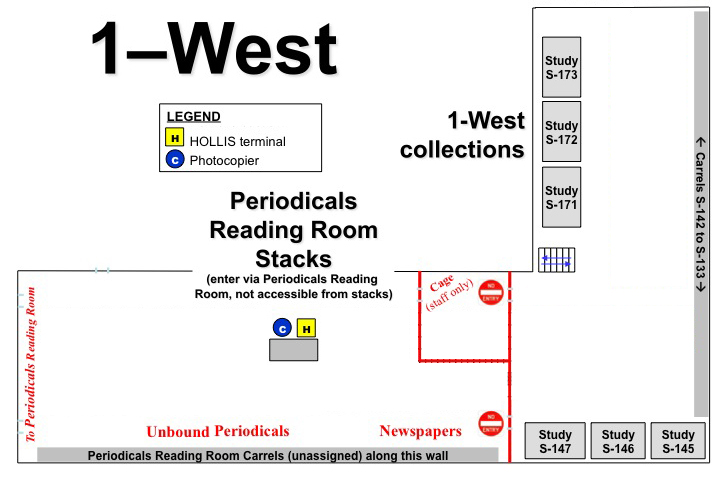 1–West
LEGEND
H HOLLIS terminal
C Photocopier
1-West
collections
Study
S-173
Study
S-172
Study
S-171
← Carrels S-142 to S-133 →
Periodicals
Reading Room
Stacks
(enter via Periodicals Reading
Room, not accessible from stacks)
Cage
(staff only)
NO
ENTRY
C H
To Periodicals Reading Room
Unbound Periodicals
Newspapers
NO
ENTRY
Study
S-147
Study
S-146
Study
S-145
Periodicals Reading Room Carrels (unassigned) along this wall